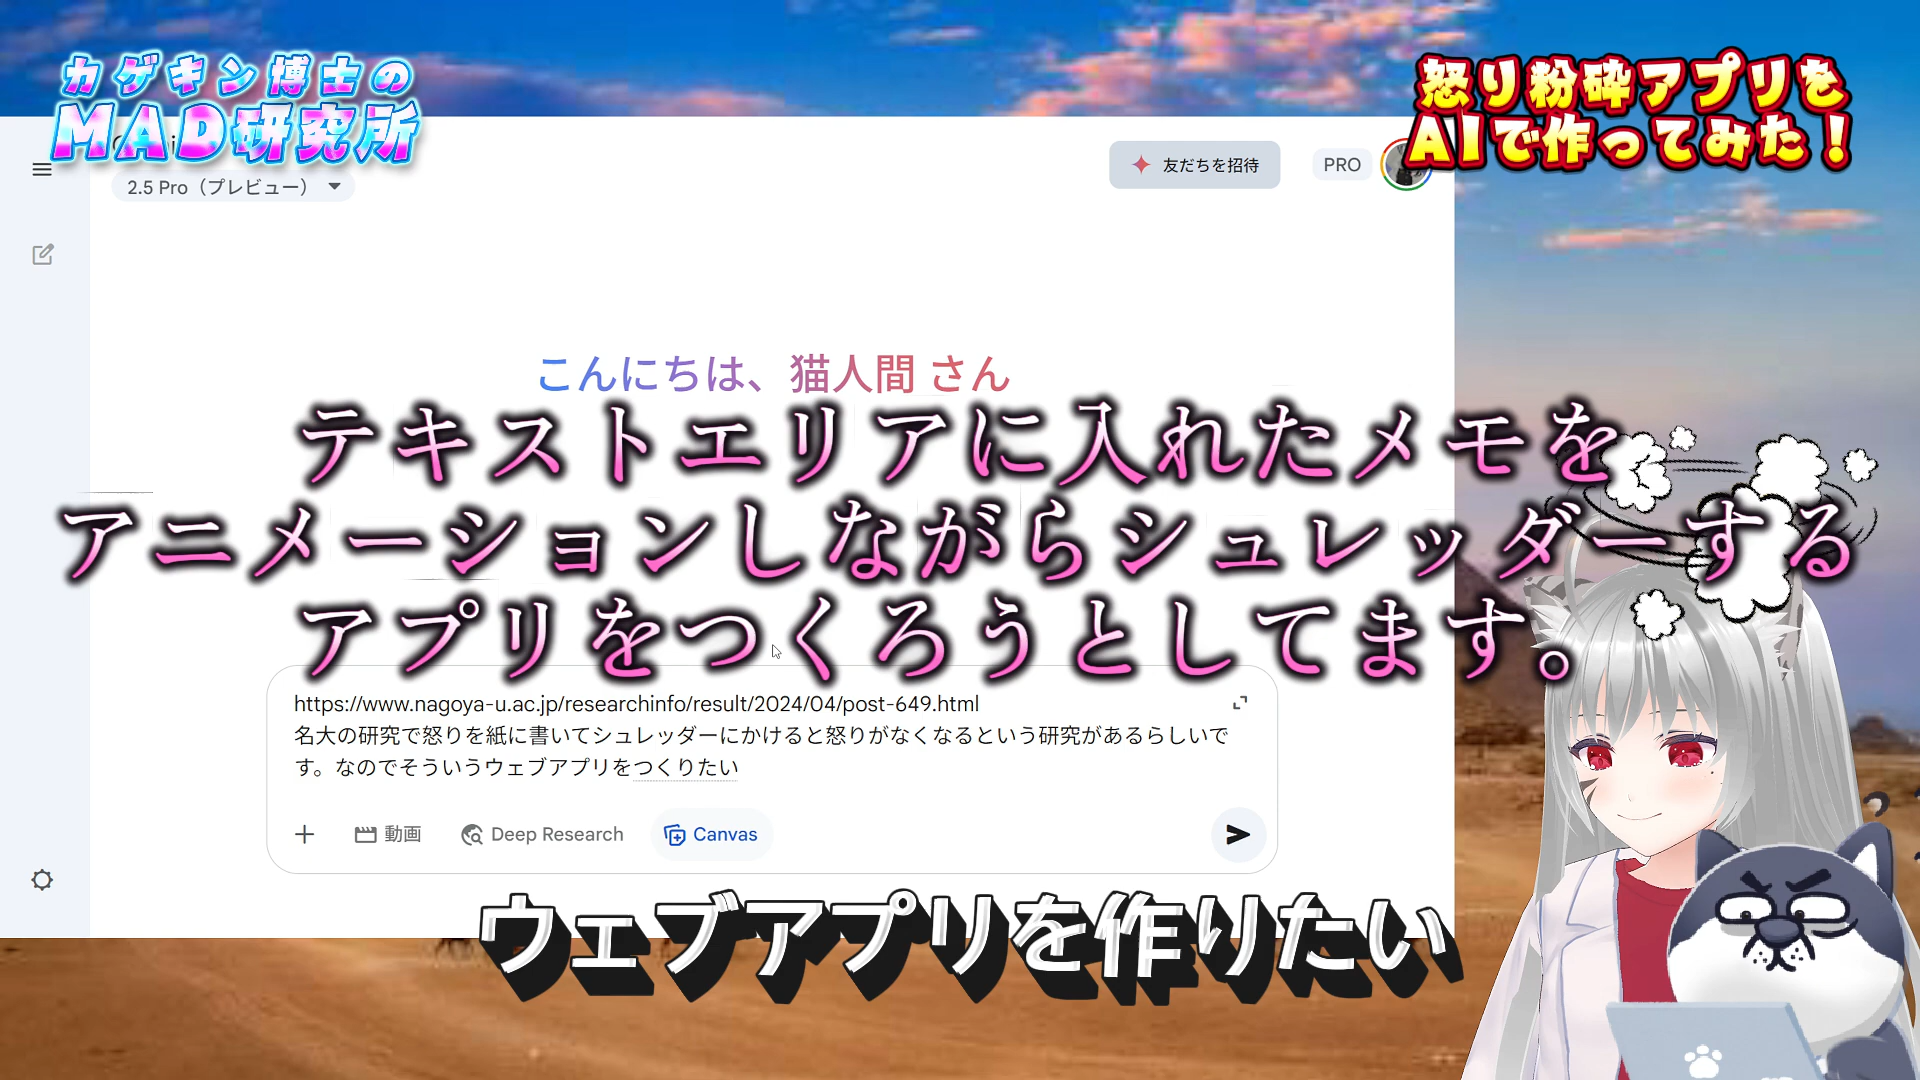 カゲキン博士の
MAD研究所
怒り粉砕アプリを
AIで作ってみた！
2.5 Pro（プレビュー）
友だちを招待
PRO
こんにちは、猫人間 さん
テキストエリアに入れたメモを
アニメーションしながらシュレッダーする
アプリをつくろうとしてます。
https://www.nagoya-u.ac.jp/researchinfo/result/2024/04/post-649.html
名大の研究で怒りを紙に書いてシュレッダーにかけると怒りがなくなるという研究があるらしいで
す。なのでそういうウェブアプリをつくりたい
動画
Deep Research
Canvas
ウェブアプリを作りたい